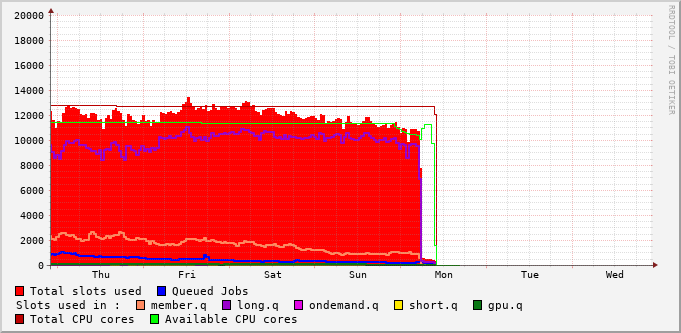 20000
18000
16000
14000
12000
10000
8000
6000
4000
2000
0
Thu Fri Sat Sun Mon Tue Wed
Total slots used Queued Jobs
Slots used in : member.q long.q ondemand.q short.q gpu.q
Total CPU cores Available CPU cores
RRDTOOL / TOBI OETIKER